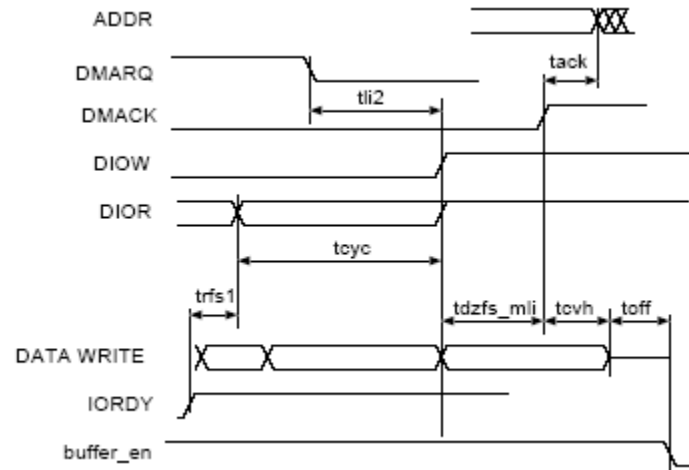 ADDR
tack
DMARQ
tli2
DMACK
DIOW
DIOR
tcyc
trfs1
tdzfs_mli
tcvh
toff
DATA WRITE
IORDY
buffer_en